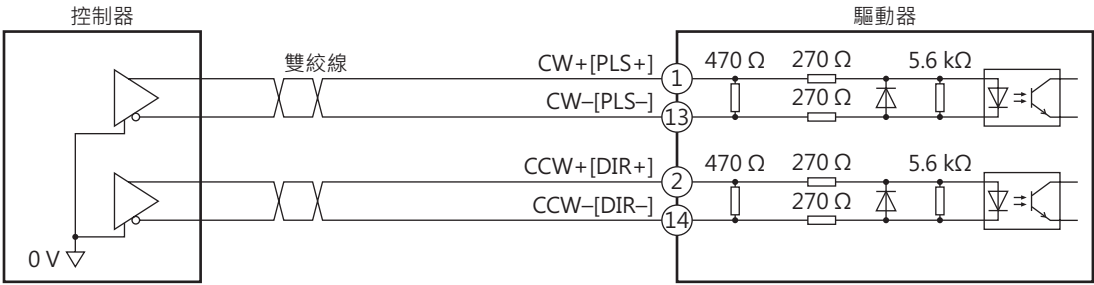 控制器
驅動器
雙絞線
CW+[PLS+]
1
470 Ω
270 Ω
5.6 kΩ
CW–[PLS–]
13
270 Ω
CCW+[DIR+]
2
470 Ω
270 Ω
5.6 kΩ
CCW–[DIR–]
14
270 Ω
0 V